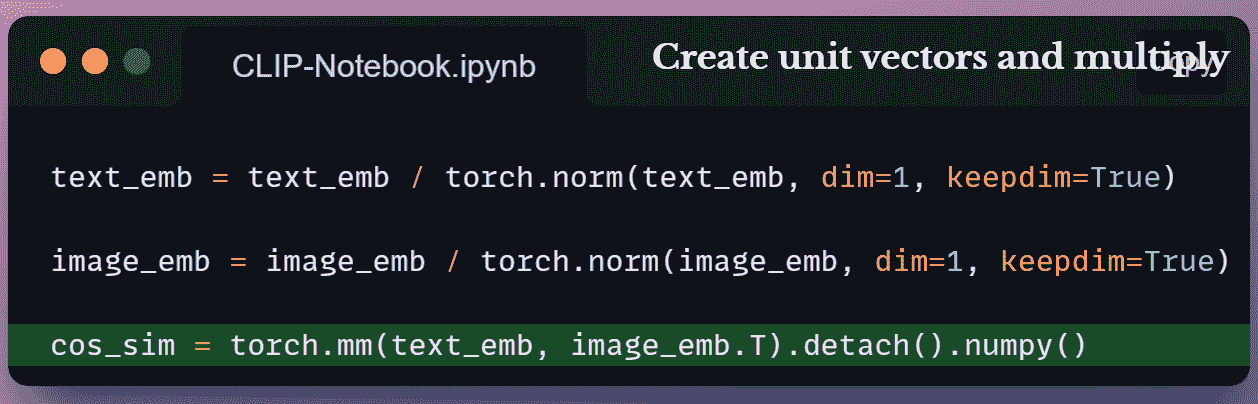 CLIP-Notebook.ipynb
Create unit vectors and multiply
Copy
text_emb = text_emb / torch.norm(text_emb, dim=1, keepdim=True)
image_emb = image_emb / torch.norm(image_emb, dim=1, keepdim=True)
cos_sim = torch.mm(text_emb, image_emb.T).detach().numpy()